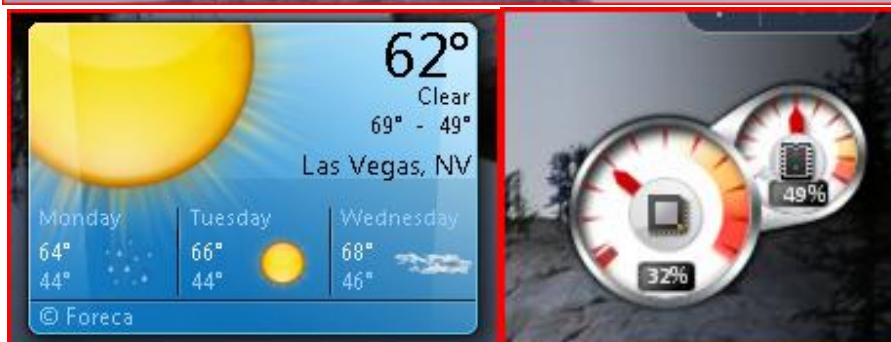 62°
Clear
69° - 49°
Las Vegas, NV
Monday Tuesday Wednesday
64° 66° 68°
44° 44° 46°
© Foreca
49%
32%